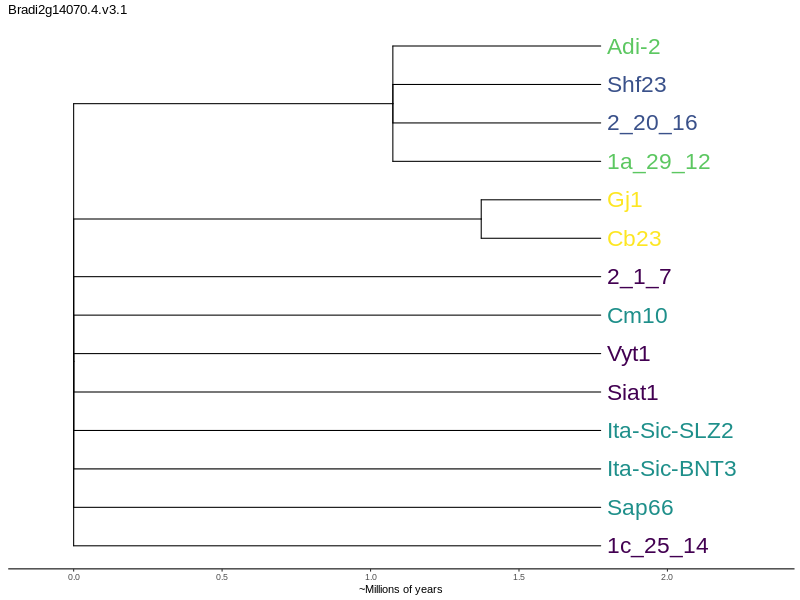 Bradi2g14070.4.v3.1
Adi-2
Shf23
2_20_16
1a_29_12
Gj1
Cb23
2_1_7
Cm10
Vyt1
Siat1
Ita-Sic-SLZ2
Ita-Sic-BNT3
Sap66
1c_25_14
0.0 0.5 1.0 1.5 2.0
~Millions of years